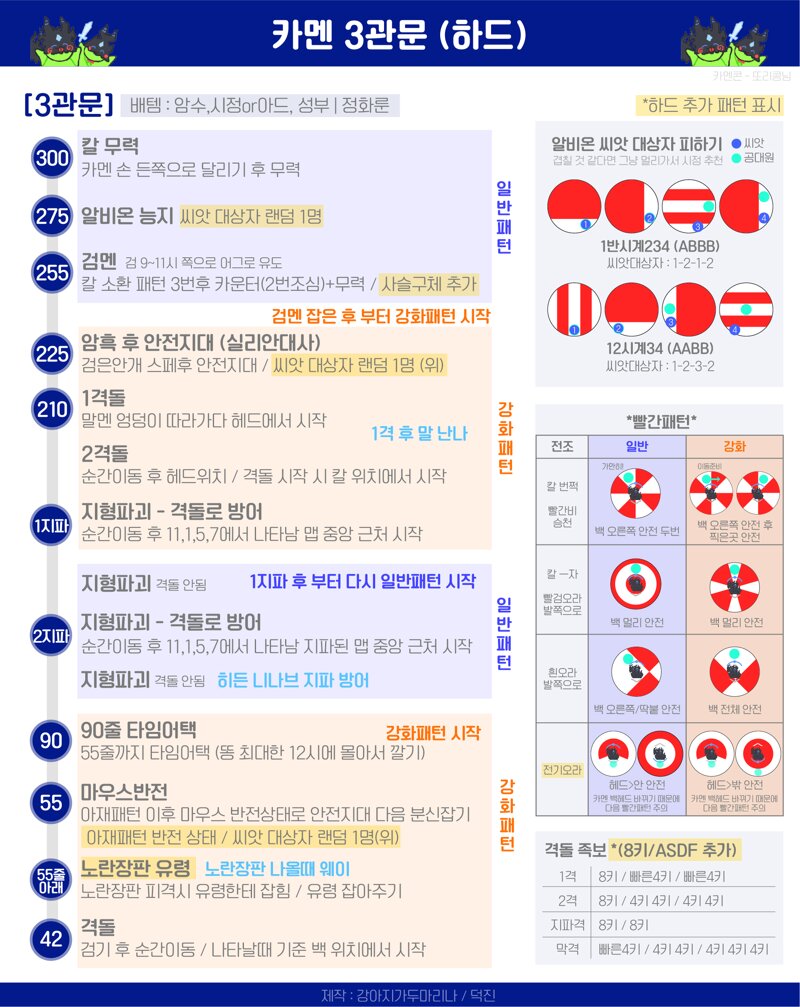 카멘 3관문 (하드)
카멘콘 - 또리콩님
[3관문] 배템 : 암수,시정or아드, 성부 | 정화룬
*하드 추가 패턴 표시
300
칼 무력
카멘 손 든쪽으로 달리기 후 무력
275
알비온 능지 씨앗 대상자 랜덤 1명
255
검멘 검 9~11시 쪽으로 어그로 유도
칼 소환 패턴 3번후 카운터(2번조심)+무력 / 사슬구체 추가
일반패턴
검멘 잡은 후 부터 강화패턴 시작
225
암흑 후 안전지대 (실리안대사)
검은안개 스페후 안전지대 / 씨앗 대상자 랜덤 1명 (위)
210
1격돌
말멘 엉덩이 따라가다 헤드에서 시작
1격 후 말 난나
2격돌
순간이동 후 헤드위치 / 격돌 시작 시 칼 위치에서 시작
1지파
지형파괴 - 격돌로 방어
순간이동 후 11,1,5,7에서 나타남 맵 중앙 근처 시작
강화패턴
지형파괴 격돌 안됨
1지파 후 부터 다시 일반패턴 시작
2지파
지형파괴 - 격돌로 방어
순간이동 후 11,1,5,7에서 나타남 지파된 맵 중앙 근처 시작
지형파괴 격돌 안됨 히든 니나브 지파 방어
일반패턴
90
90줄 타임어택
강화패턴 시작
55줄까지 타임어택 (똥 최대한 12시에 몰아서 깔기)
55
마우스반전
아재패턴 이후 마우스 반전상태로 안전지대 다음 분신잡기
아재패턴 반전 상태 / 씨앗 대상자 랜덤 1명(위)
55줄
아래
노란장판 유령 노란장판 나올때 웨이
노란장판 피격시 유령한테 잡힘 / 유령 잡아주기
42
격돌
검기 후 순간이동 / 나타날때 기준 백 위치에서 시작
강화패턴
알비온 씨앗 대상자 피하기
겹칠 것 같다면 그냥 멀리가서 시정 추천
씨앗
공대원
1
2
3
4
1반시계234 (ABBB)
씨앗대상자 : 1-2-1-2
1
2
3
4
12시계34 (AABB)
씨앗대상자 : 1-2-3-2
*빨간패턴*
전조
일반
강화
칼 번쩍
빨간비
승천
가만히!
백 오른쪽 안전 두번
이동준비
백 오른쪽 안전 후
찍은곳 안전
칼 ㅡ자
빨검오라
발쪽으로
백 멀리 안전
백 멀리 안전
흰오라
발쪽으로
백 오른쪽/딱붙 안전
백 전체 안전
전기오라
헤드>안 안전
카멘 백헤드 바뀌기 때문에
다음 빨간패턴 주의
헤드>밖 안전
카멘 백헤드 바뀌기 때문에
다음 빨간패턴 주의
격돌 족보 *(8키/ASDF 추가)
1격 8키 / 빠른4키 / 빠른4키
2격 8키 / 4키 4키 / 4키 4키
지파격 8키 / 8키
막격 빠른4키 / 4키 4키 / 4키 4키 4키
제작 : 강아지가두마리나 / 덕진